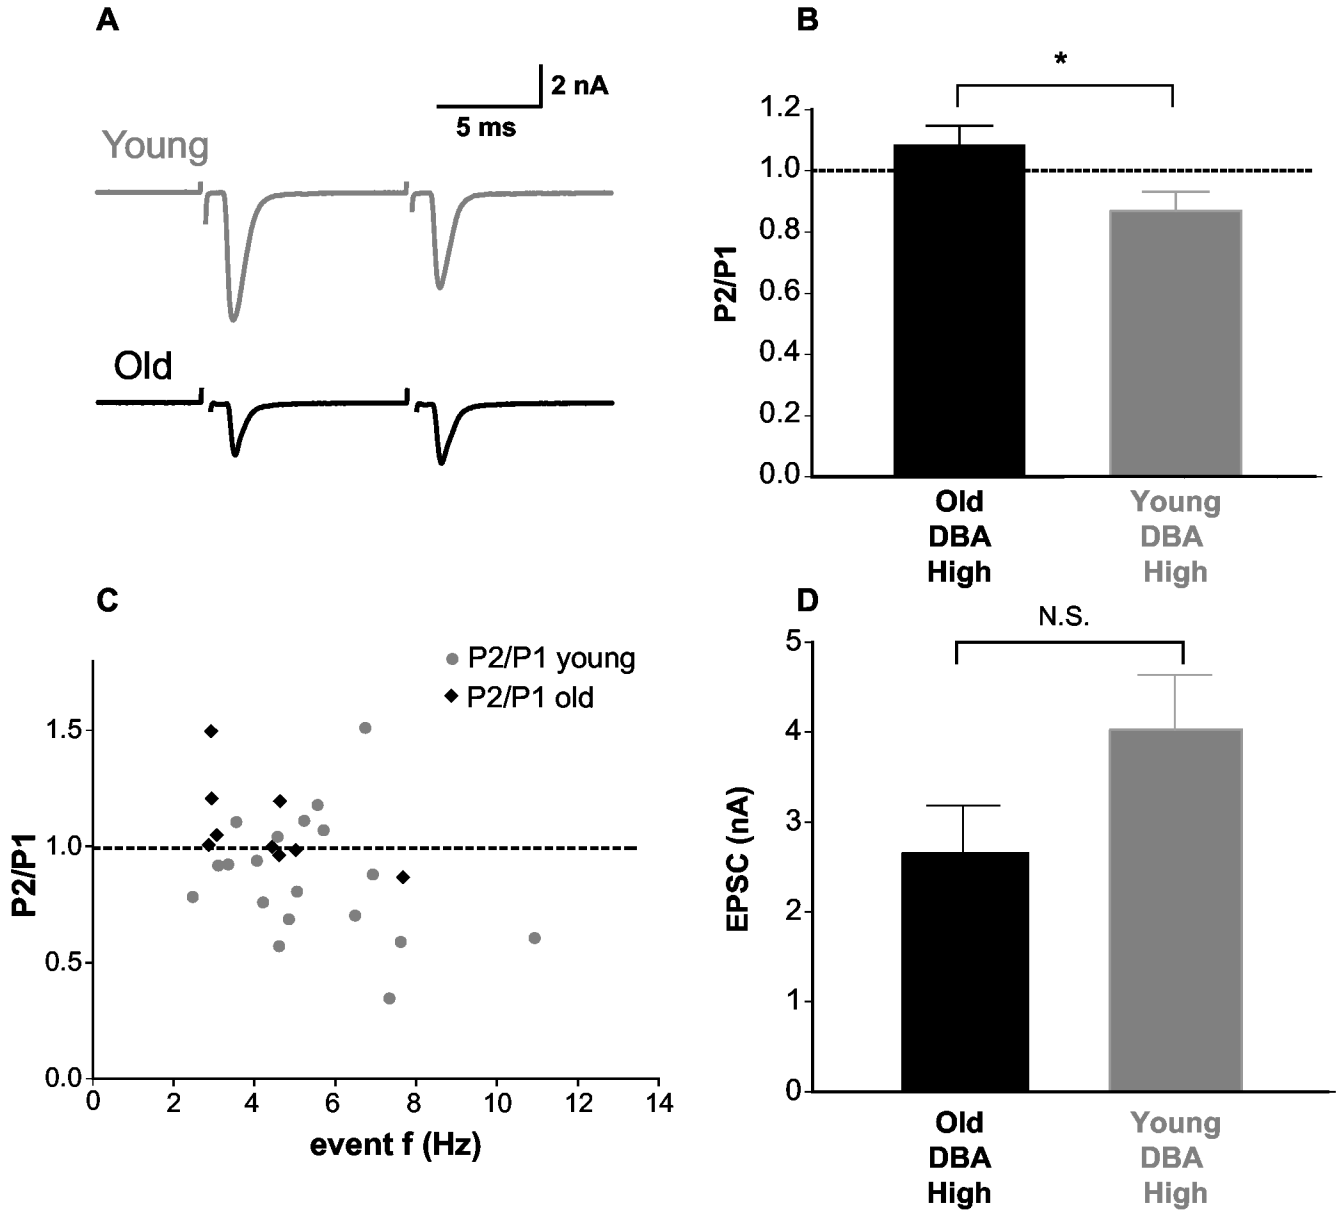 A
2 nA
5 ms
Young
Old
B
*
1.2
1.0
0.8
0.6
0.4
0.2
0.0
P2/P1
Old Young
DBA DBA
High High
C
P2/P1 young
P2/P1 old
1.5
1.0
0.5
0.0
P2/P1
0 2 4 6 8 10 12 14
event f (Hz)
D
N.S.
5
4
3
2
1
0
EPSC (nA)
Old Young
DBA DBA
High High